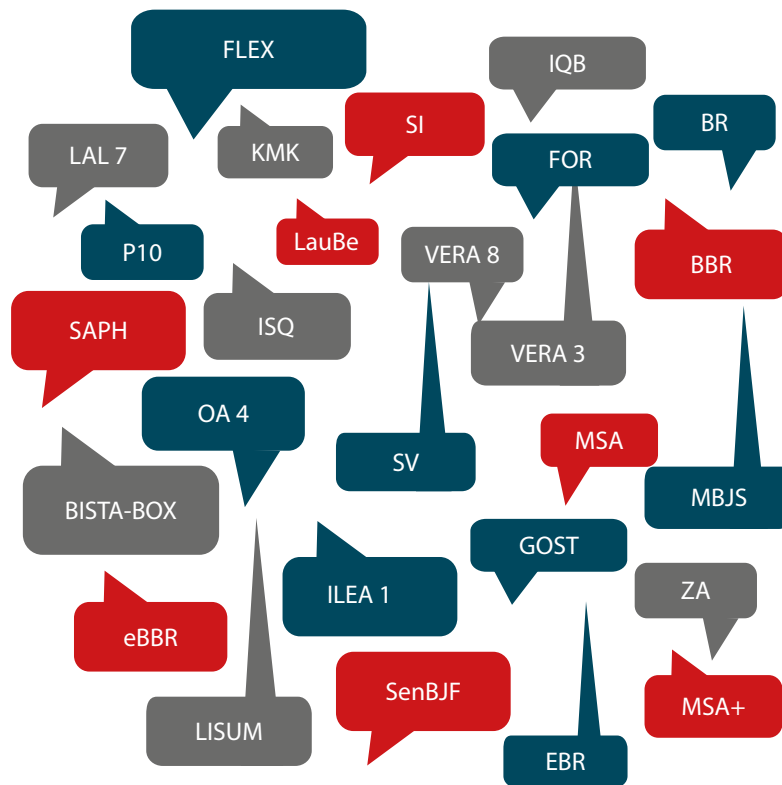 FLEX
IQB
SI
BR
LAL 7
KMK
FOR
P10
LauBe
VERA 8
BBR
SAPH
ISQ
VERA 3
OA 4
MSA
SV
MBJS
BISTA-BOX
GOST
ILEA 1
ZA
eBBR
SenBJF
MSA+
LISUM
EBR